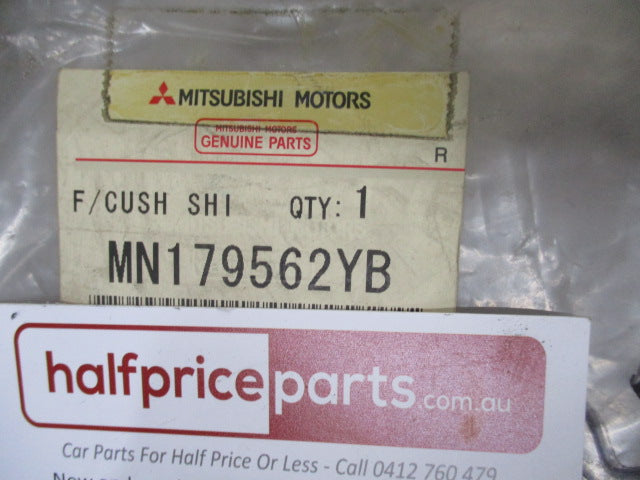 MITSUBISHI MOTORS
MITSUBISHI MOTORS
GENUINE PARTS
R
F/CUSH SHI QTY: 1
MN179562YB
halfpriceparts.com.au
Car Parts For Half Price Or Less - Call 0412 760 479